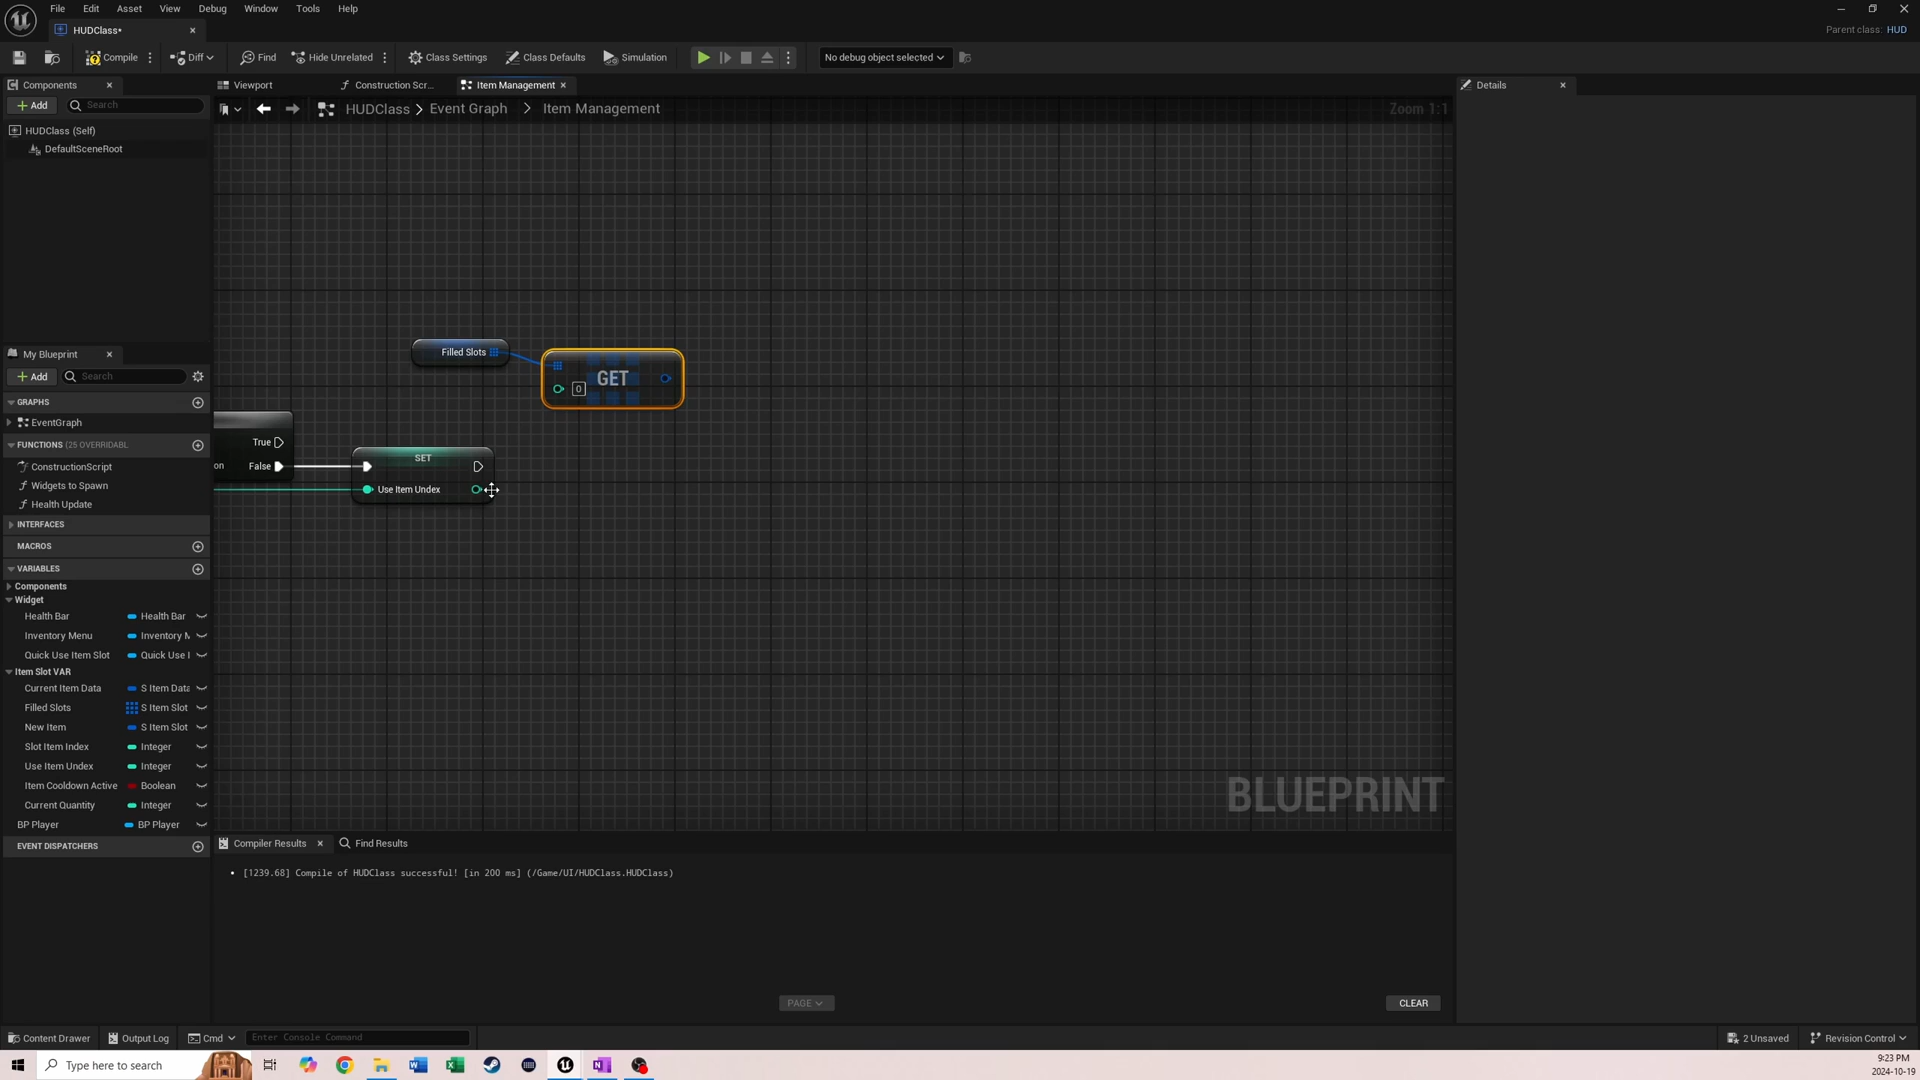 File Edit Asset View Debug Window Tools Help
HUDClass•
Parent class: HUD
Compile Diff Find Hide Unrelated Class Settings Class Defaults Simulation No debug object selected
Components Viewport Construction Scr... Item Management Details
Add Search HUDClass Event Graph Item Management Zoom 1:1
HUDClass (Self)
DefaultSceneRoot
My Blueprint
Add Search
GRAPHS
EventGraph
FUNCTIONS (25 OVERRIDABL
ConstructionScript
Widgets to Spawn
Health Update
INTERFACES
MACROS
VARIABLES
Components
Widget
Health Bar Health Bar
Inventory Menu Inventory M
Quick Use Item Slot Quick Use I
Item Slot VAR
Current Item Data S Item Data
Filled Slots S Item Slot
New Item S Item Slot
Slot Item Index Integer
Use Item Undex Integer
Item Cooldown Active Boolean
Current Quantity Integer
BP Player BP Player
EVENT DISPATCHERS
Filled Slots
GET
0
True
on False
SET
Use Item Undex
BLUEPRINT
Compiler Results Find Results
• [1239.68] Compile of HUDClass successful! [in 200 ms] (/Game/UI/HUDClass.HUDClass)
PAGE CLEAR
Content Drawer Output Log Cmd Enter Console Command 2 Unsaved Revision Control
Type here to search
9:23 PM
2024-10-19